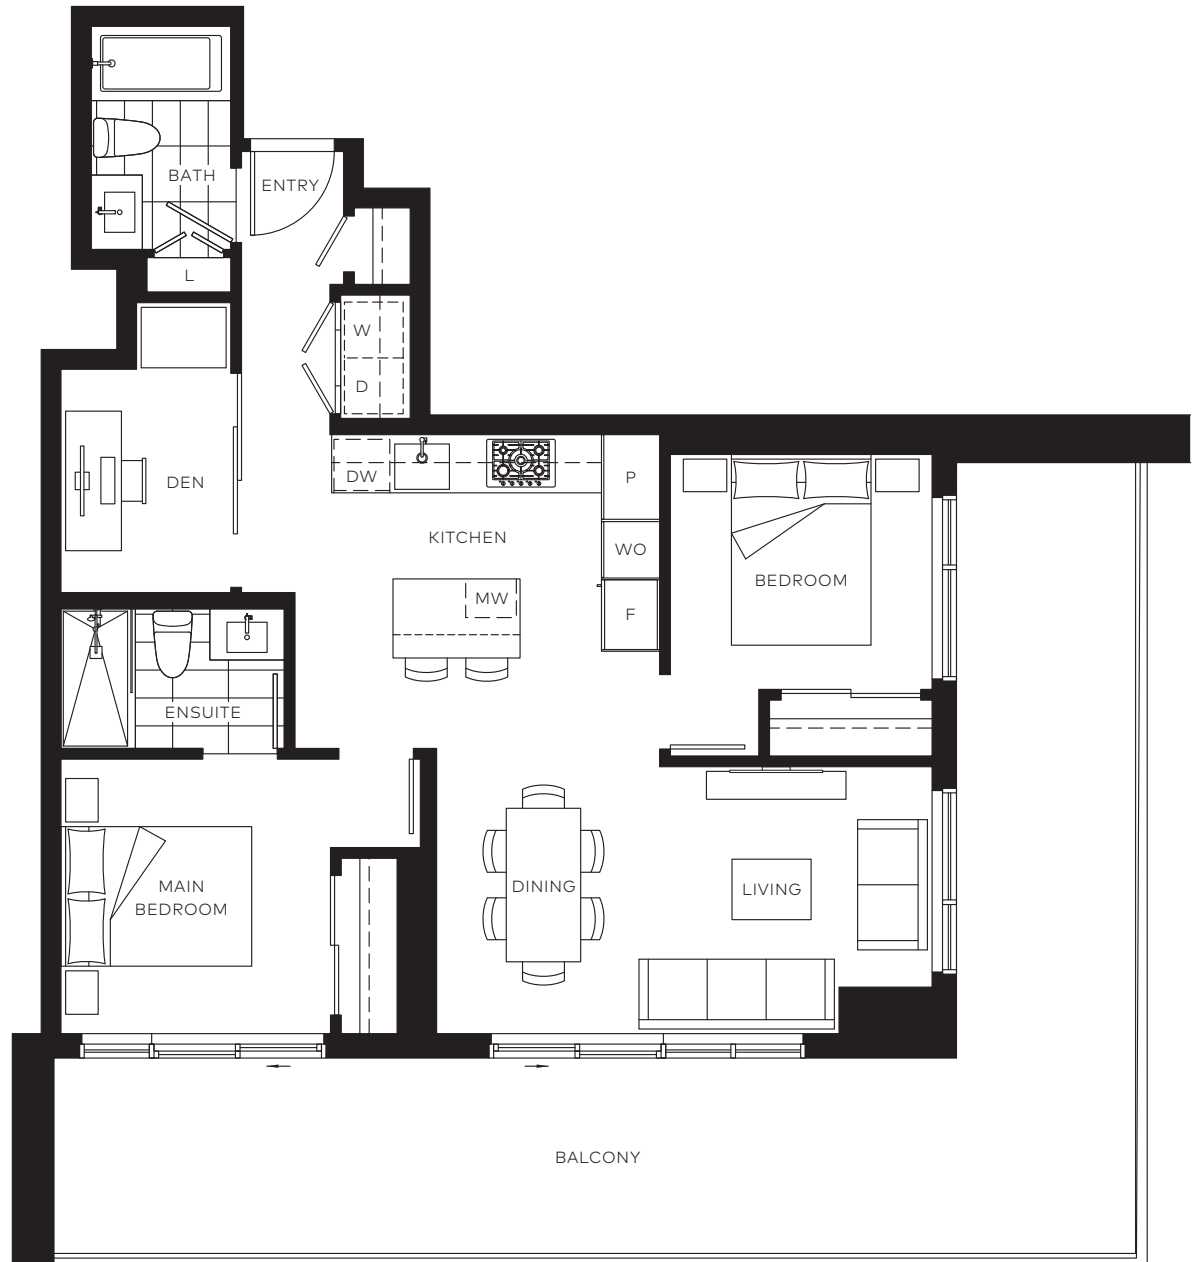 BATH
ENTRY
L
W
D
DEN
DW
P
KITCHEN
WO
BEDROOM
MW
F
ENSUITE
MAIN
BEDROOM
DINING
LIVING
BALCONY